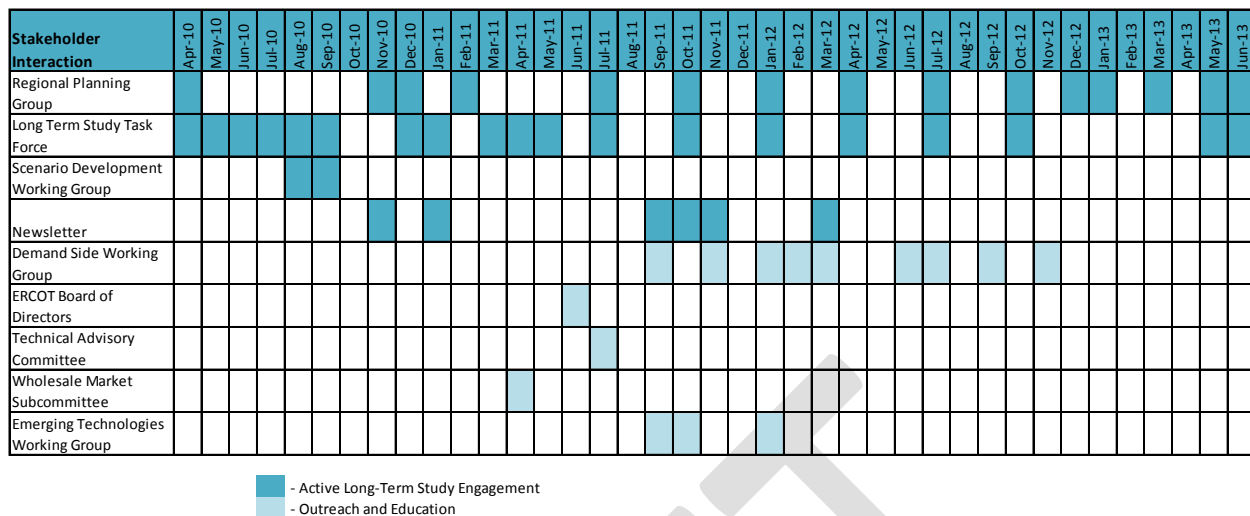 Stakeholder
Interaction
Apr-10
May-10
Jun-10
Jul-10
Aug-10
Sep-10
Oct-10
Nov-10
Dec-10
Jan-11
Feb-11
Mar-11
Apr-11
May-11
Jun-11
Jul-11
Aug-11
Sep-11
Oct-11
Nov-11
Dec-11
Jan-12
Feb-12
Mar-12
Apr-12
May-12
Jun-12
Jul-12
Aug-12
Sep-12
Oct-12
Nov-12
Dec-12
Jan-13
Feb-13
Mar-13
Apr-13
May-13
Jun-13
Regional Planning
Group
Long Term Study Task
Force
Scenario Development
Working Group
Newsletter
Demand Side Working
Group
ERCOT Board of
Directors
Technical Advisory
Committee
Wholesale Market
Subcommittee
Emerging Technologies
Working Group
- Active Long-Term Study Engagement
- Outreach and Education